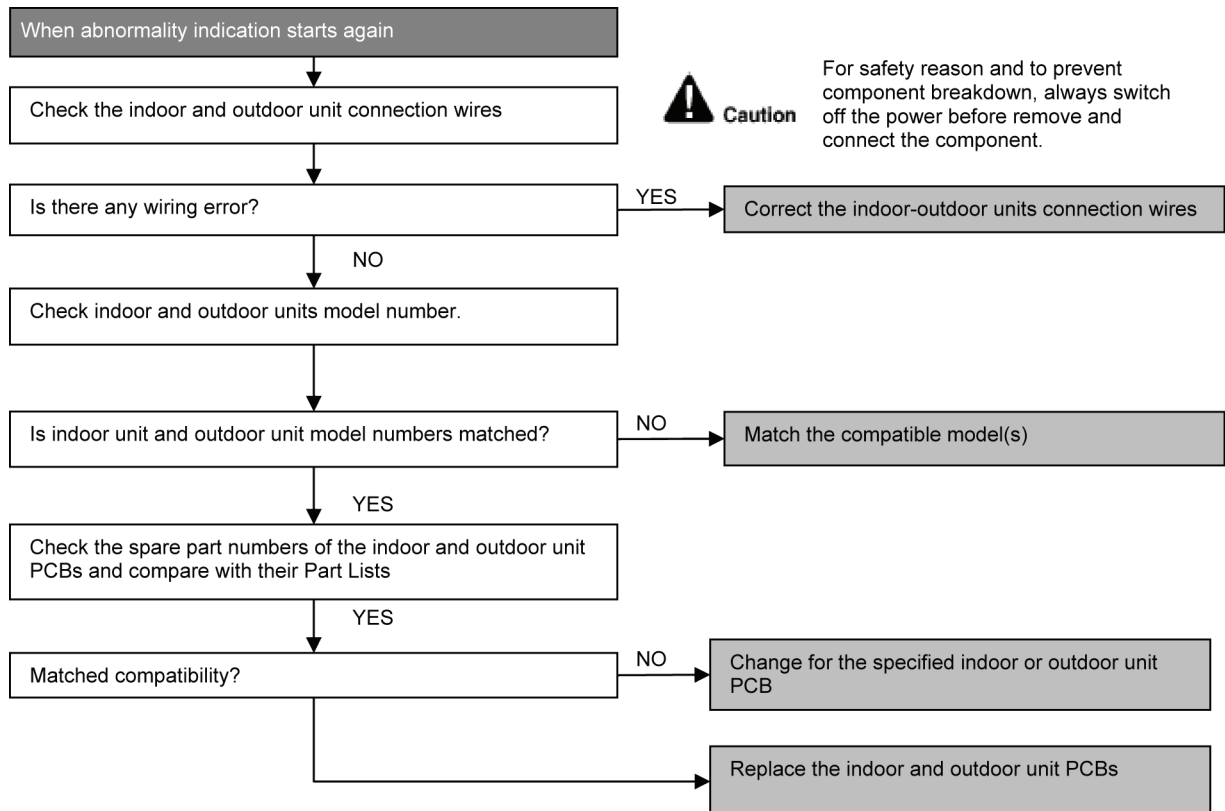 When abnormality indication starts again
Check the indoor and outdoor unit connection wires
Caution
For safety reason and to prevent
component breakdown, always switch
off the power before remove and
connect the component.
Is there any wiring error?
YES
Correct the indoor-outdoor units connection wires
NO
Check indoor and outdoor units model number.
Is indoor unit and outdoor unit model numbers matched?
NO
Match the compatible model(s)
YES
Check the spare part numbers of the indoor and outdoor unit
PCBs and compare with their Part Lists
YES
Matched compatibility?
NO
Change for the specified indoor or outdoor unit
PCB
Replace the indoor and outdoor unit PCBs